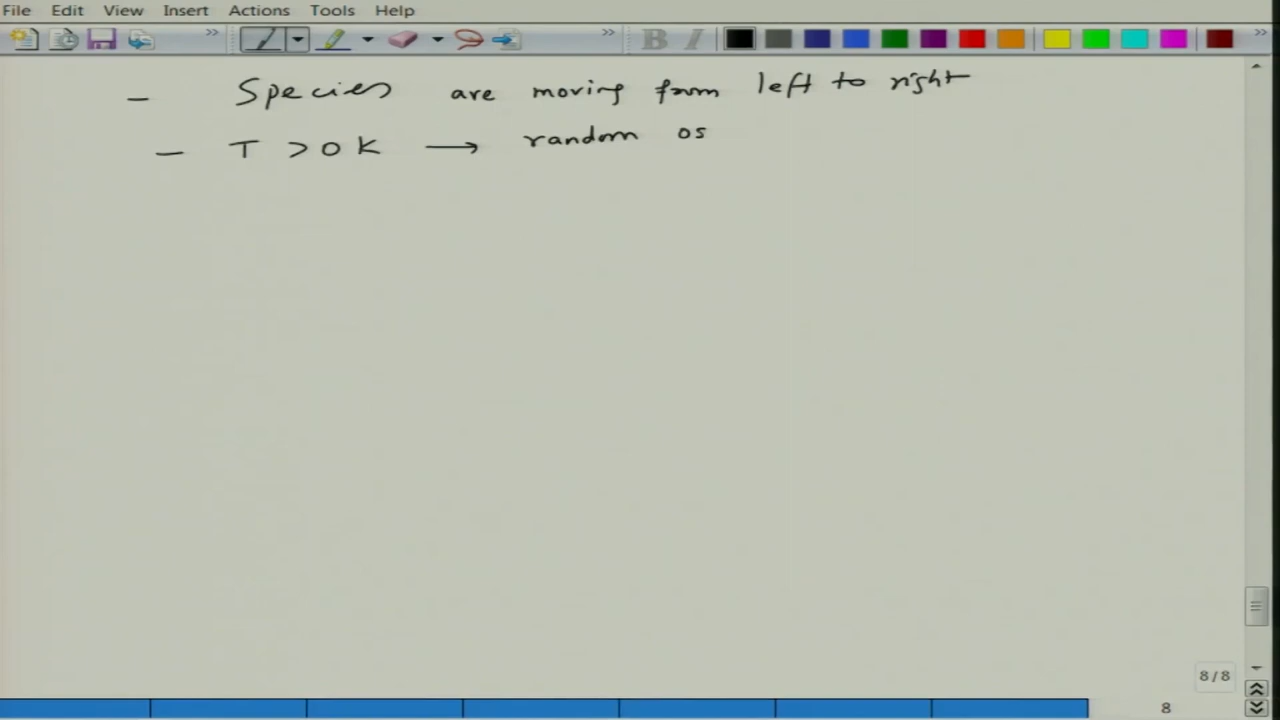 File Edit View Insert Actions Tools Help
B I
- Species are moving from left to right
- T > 0 K → random os
8/8
8